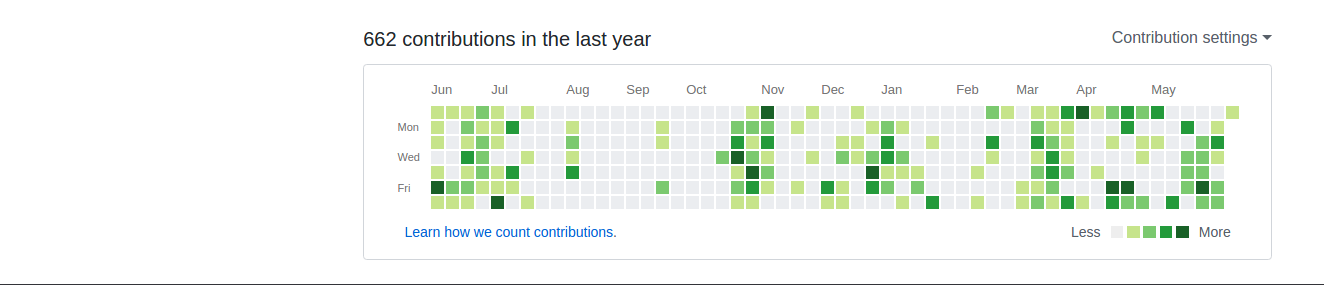 662 contributions in the last year
Contribution settings
Jun Jul Aug Sep Oct Nov Dec Jan Feb Mar Apr May
Mon
Wed
Fri
Learn how we count contributions.
Less More